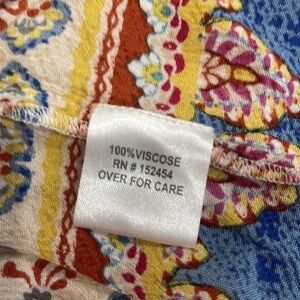 100%VISCOSE
RN # 152454
OVER FOR CARE